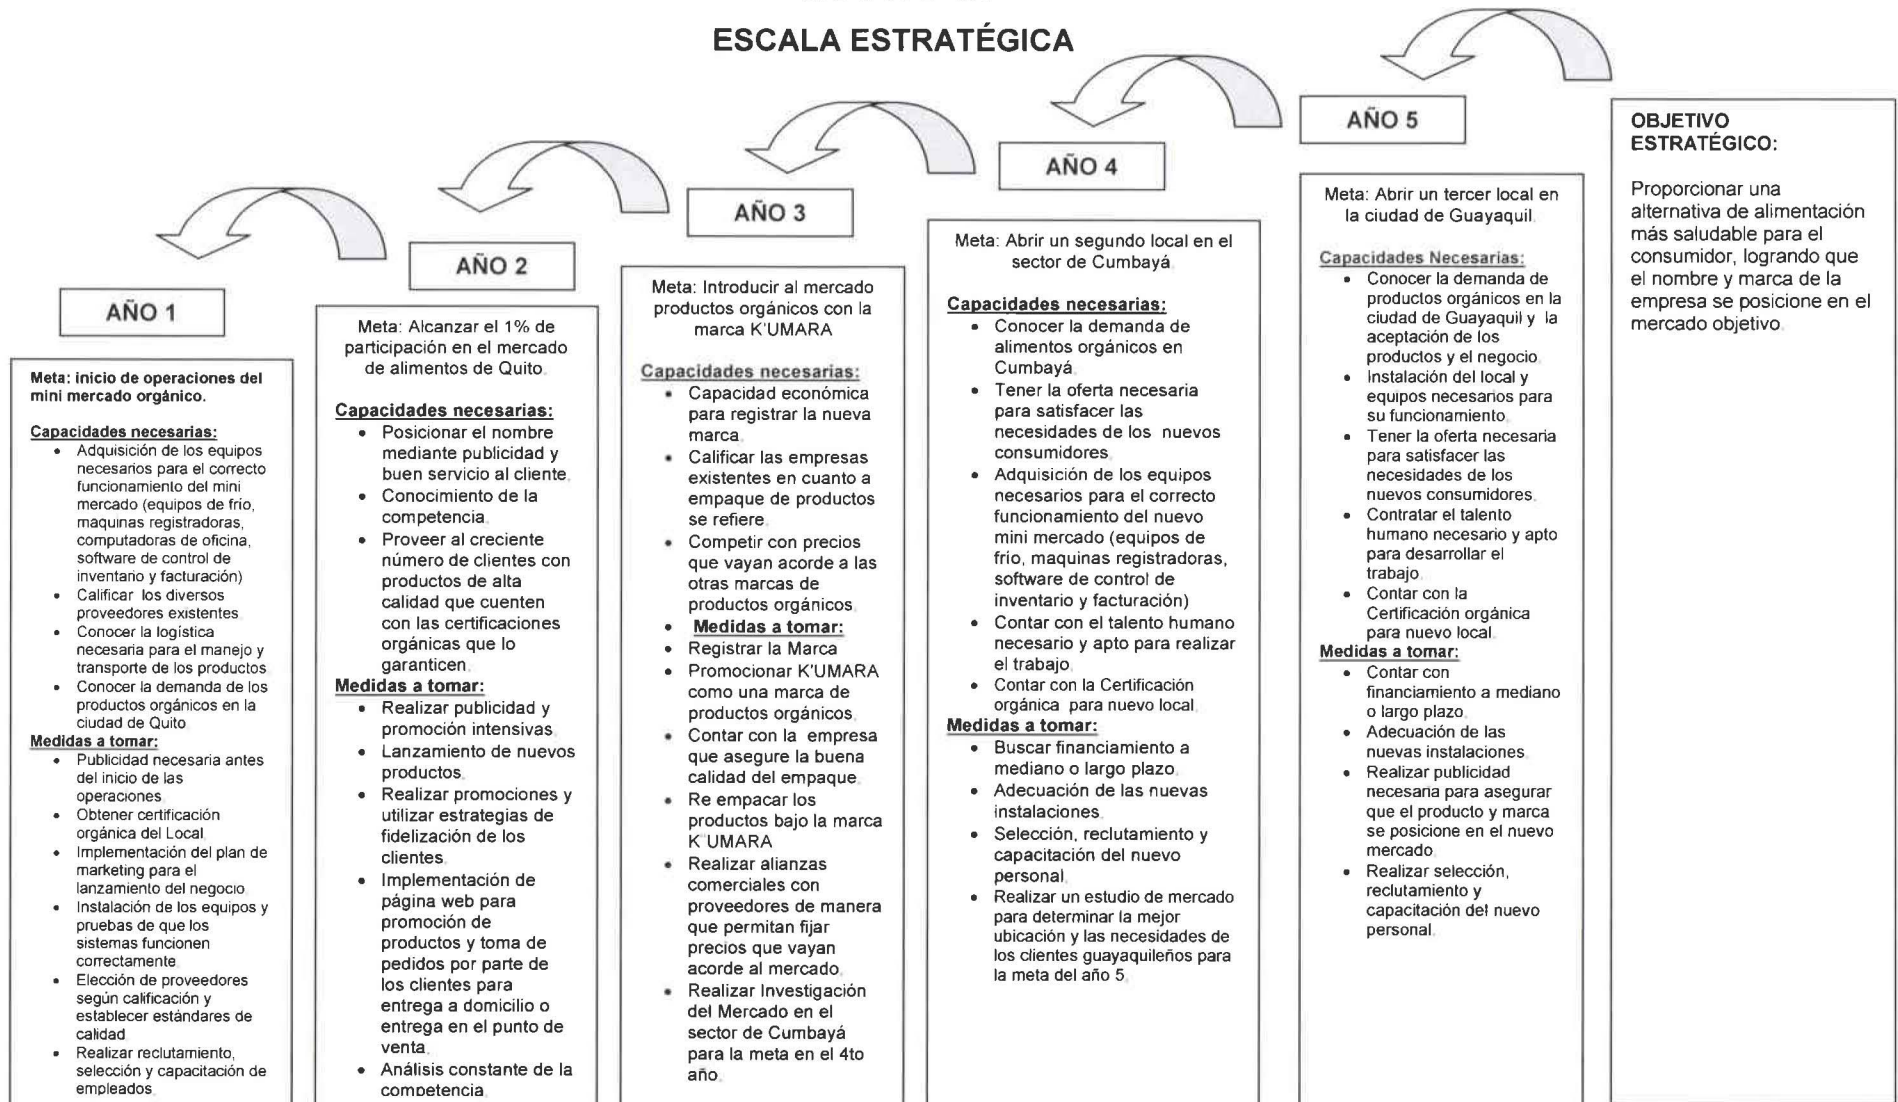 ESCALA ESTRATÉGICA
AÑO 1
Meta: inicio de operaciones del
mini mercado orgánico.
Capacidades necesarias:
• Adquisición de los equipos
necesarios para el correcto
funcionamiento del mini
mercado (equipos de frío,
maquinas registradoras,
computadoras de oficina,
software de control de
inventario y facturación)
• Calificar los diversos
proveedores existentes.
• Conocer la logística
necesaria para el manejo y
transporte de los productos
• Conocer la demanda de los
productos orgánicos en la
ciudad de Quito
Medidas a tomar:
• Publicidad necesaria antes
del inicio de las
operaciones
• Obtener certificación
orgánica del Local.
• Implementación del plan de
marketing para el
lanzamiento del negocio.
• Instalación de los equipos y
pruebas de que los
sistemas funcionen
correctamente
• Elección de proveedores
según calificación y
establecer estándares de
calidad
• Realizar reclutamiento,
selección y capacitación de
empleados.
AÑO 2
Meta: Alcanzar el 1% de
participación en el mercado
de alimentos de Quito.
Capacidades necesarias:
• Posicionar el nombre
mediante publicidad y
buen servicio al cliente.
• Conocimiento de la
competencia.
• Proveer al creciente
número de clientes con
productos de alta
calidad que cuenten
con las certificaciones
orgánicas que lo
garanticen.
Medidas a tomar:
• Realizar publicidad y
promoción intensivas.
• Lanzamiento de nuevos
productos.
• Realizar promociones y
utilizar estrategias de
fidelización de los
clientes.
• Implementación de
página web para
promoción de
productos y toma de
pedidos por parte de
los clientes para
entrega a domicilio o
entrega en el punto de
venta.
• Análisis constante de la
competencia.
AÑO 3
Meta: Introducir al mercado
productos orgánicos con la
marca K'UMARA
Capacidades necesarias:
• Capacidad económica
para registrar la nueva
marca.
• Calificar las empresas
existentes en cuanto a
empaque de productos
se refiere.
• Competir con precios
que vayan acorde a las
otras marcas de
productos orgánicos.
• Medidas a tomar:
• Registrar la Marca
• Promocionar K'UMARA
como una marca de
productos orgánicos.
• Contar con la empresa
que asegure la buena
calidad del empaque.
• Re empacar los
productos bajo la marca
K'UMARA
• Realizar alianzas
comerciales con
proveedores de manera
que permitan fijar
precios que vayan
acorde al mercado.
• Realizar Investigación
del Mercado en el
sector de Cumbayá
para la meta en el 4to
año.
AÑO 4
Meta: Abrir un segundo local en el
sector de Cumbayá.
Capacidades necesarias:
• Conocer la demanda de
alimentos orgánicos en
Cumbayá.
• Tener la oferta necesaria
para satisfacer las
necesidades de los nuevos
consumidores.
• Adquisición de los equipos
necesarios para el correcto
funcionamiento del nuevo
mini mercado (equipos de
frio, maquinas registradoras,
software de control de
inventario y facturación)
• Contar con el talento humano
necesario y apto para realizar
el trabajo.
• Contar con la Certificación
orgánica para nuevo local.
Medidas a tomar:
• Buscar financiamiento a
mediano o largo plazo.
• Adecuación de las nuevas
instalaciones.
• Selección, reclutamiento y
capacitación del nuevo
personal.
• Realizar un estudio de mercado
para determinar la mejor
ubicación y las necesidades de
los clientes guayaquileños para
la meta del año 5.
AÑO 5
Meta: Abrir un tercer local en
la ciudad de Guayaquil.
Capacidades Necesarias:
• Conocer la demanda de
productos orgánicos en la
ciudad de Guayaquil y la
aceptación de los
productos y el negocio.
• Instalación del local y
equipos necesarios para
su funcionamiento.
• Tener la oferta necesaria
para satisfacer las
necesidades de los
nuevos consumidores.
• Contratar el talento
humano necesario y apto
para desarrollar el
trabajo.
• Contar con la
Certificación orgánica
para nuevo local.
Medidas a tomar:
• Contar con
financiamiento a mediano
o largo plazo.
• Adecuación de las
nuevas instalaciones.
• Realizar publicidad
necesaria para asegurar
que el producto y marca
se posicione en el nuevo
mercado.
• Realizar selección,
reclutamiento y
capacitación del nuevo
personal.
OBJETIVO
ESTRATÉGICO:
Proporcionar una
alternativa de alimentación
más saludable para el
consumidor, logrando que
el nombre y marca de la
empresa se posicione en el
mercado objetivo.